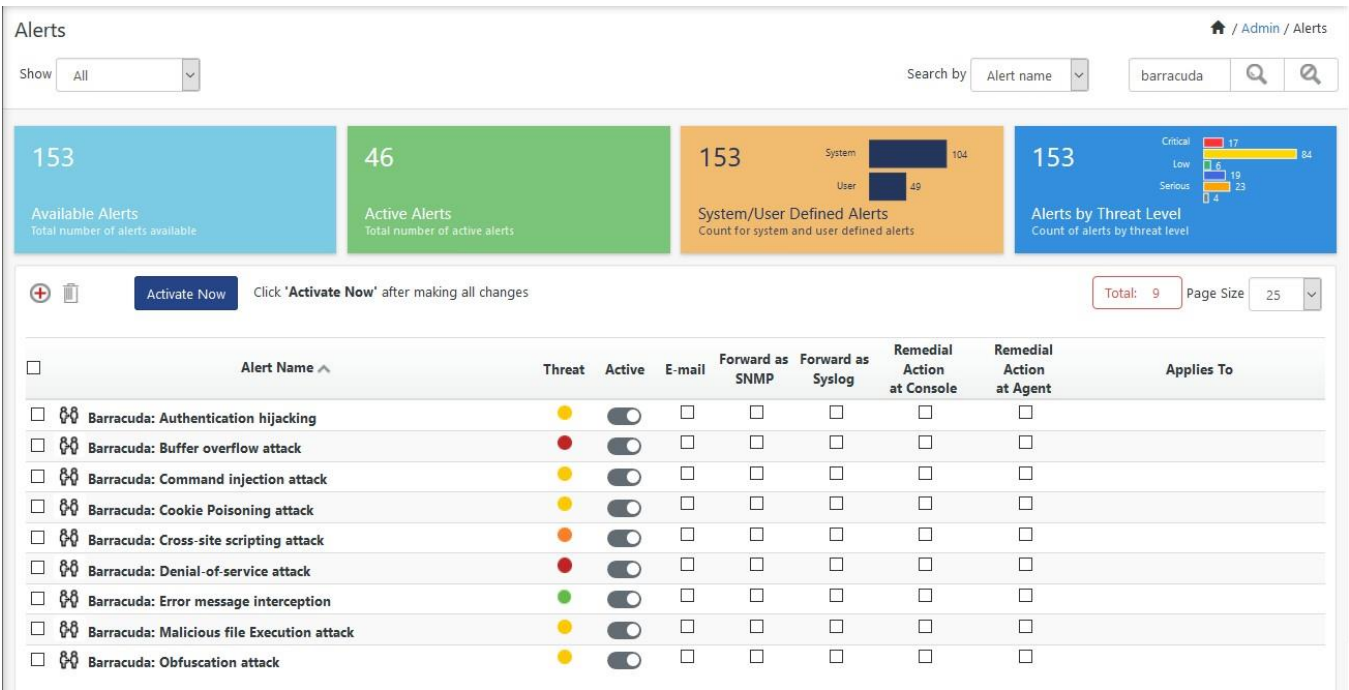 Alerts
/ Admin / Alerts
Show All
Search by Alert name barracuda
153
Available Alerts
Total number of alerts available
46
Active Alerts
Total number of active alerts
153
System 104
User 49
System/User Defined Alerts
Count for system and user defined alerts
153
Critical 17
84
Low 6
19
Serious 23
4
Alerts by Threat Level
Count of alerts by threat level
Activate Now Click 'Activate Now' after making all changes
Total: 9 Page Size 25
Alert Name Threat Active E-mail Forward as SNMP Forward as Syslog Remedial Action at Console Remedial Action at Agent Applies To
Barracuda: Authentication hijacking
Barracuda: Buffer overflow attack
Barracuda: Command injection attack
Barracuda: Cookie Poisoning attack
Barracuda: Cross-site scripting attack
Barracuda: Denial-of-service attack
Barracuda: Error message interception
Barracuda: Malicious file Execution attack
Barracuda: Obfuscation attack